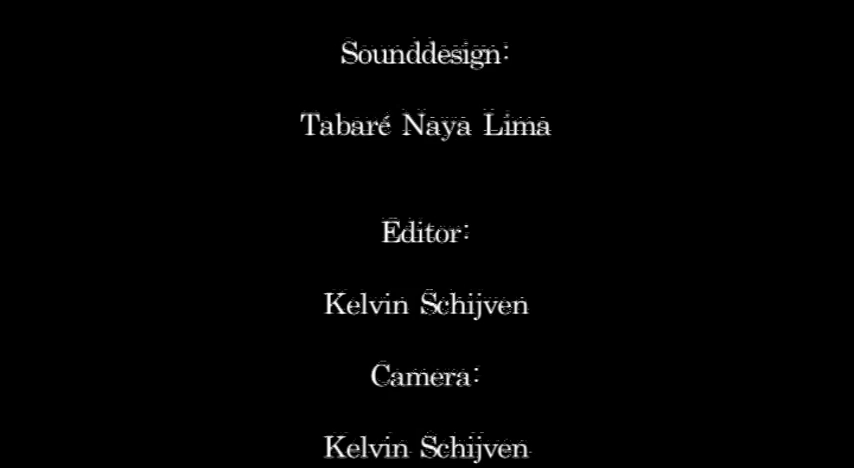 Sounddesign:
Tabaré Naya Lima
Editor:
Kelvin Schijven
Camera:
Kelvin Schijven